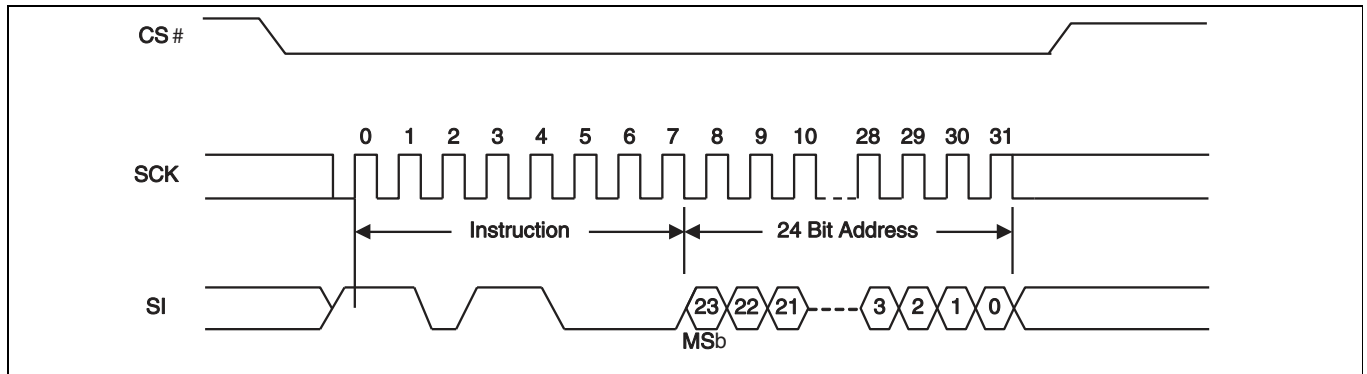 CS #
0 1 2 3 4 5 6 7 8 9 10 28 29 30 31
SCK
Instruction 24 Bit Address
SI 23 22 21 3 2 1 0
MSb